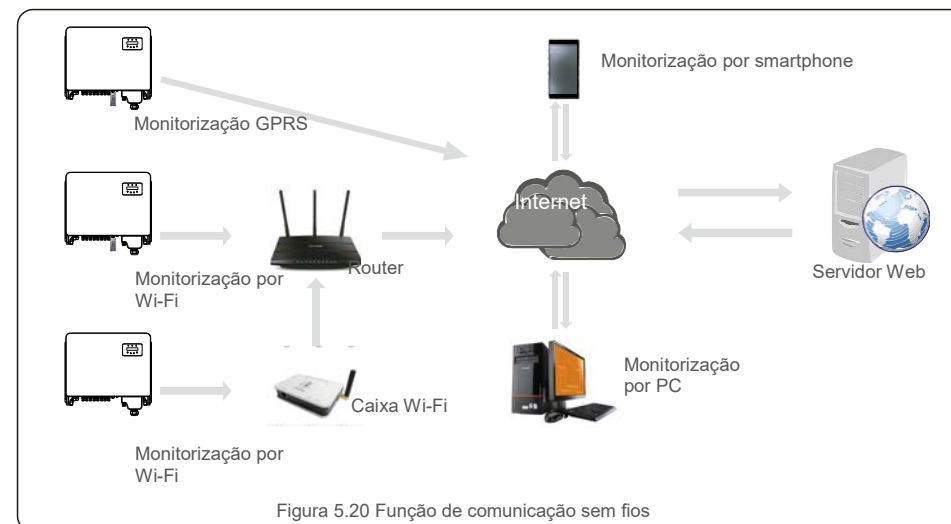 Monitorização por smartphone
Monitorização GPRS
Internet
Router
Servidor Web
Monitorização por
Wi-Fi
Monitorização
por PC
Caixa Wi-Fi
Monitorização por
Wi-Fi
Figura 5.20 Função de comunicação sem fios